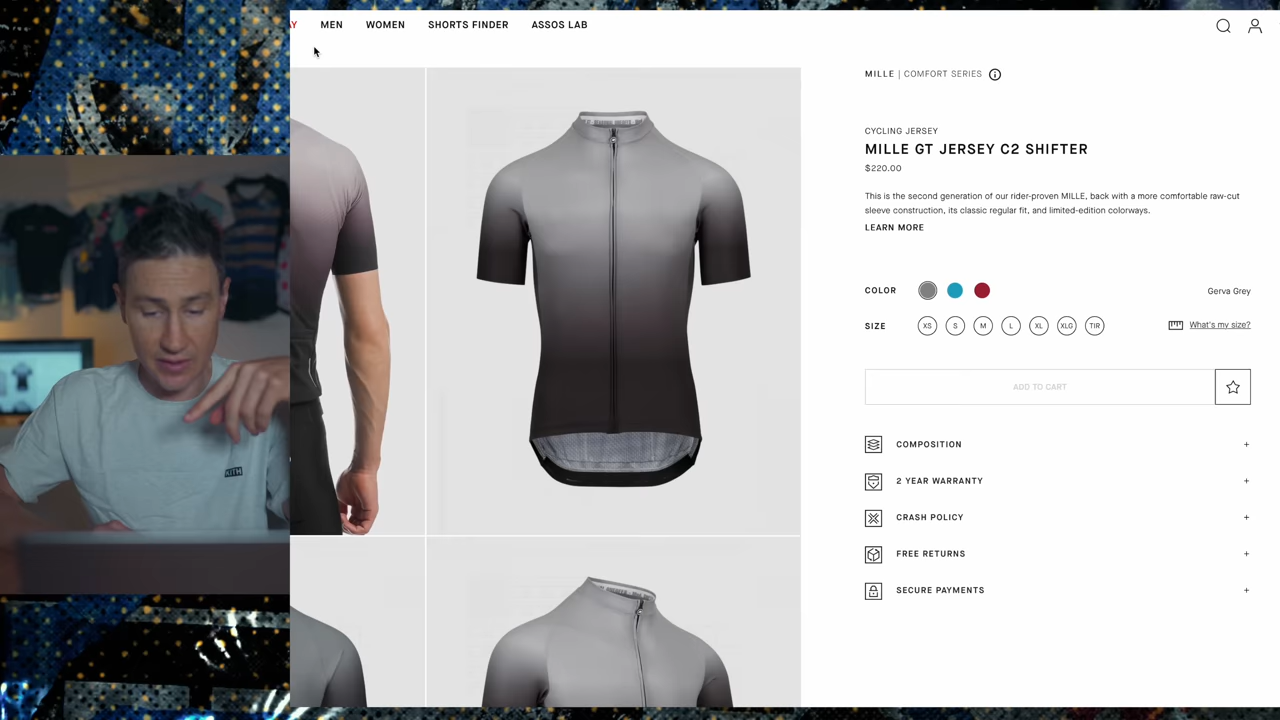 MEN
WOMEN
SHORTS FINDER
ASSOS LAB
MILLE | COMFORT SERIES
CYCLING JERSEY
MILLE GT JERSEY C2 SHIFTER
$220.00
This is the second generation of our rider-proven MILLE, back with a more comfortable raw-cut
sleeve construction, its classic regular fit, and limited-edition colorways.
LEARN MORE
COLOR
Gerva Grey
SIZE
XS
S
M
L
XL
XLG
TIR
What's my size?
ADD TO CART
COMPOSITION +
2 YEAR WARRANTY +
CRASH POLICY +
FREE RETURNS +
SECURE PAYMENTS +
KITH